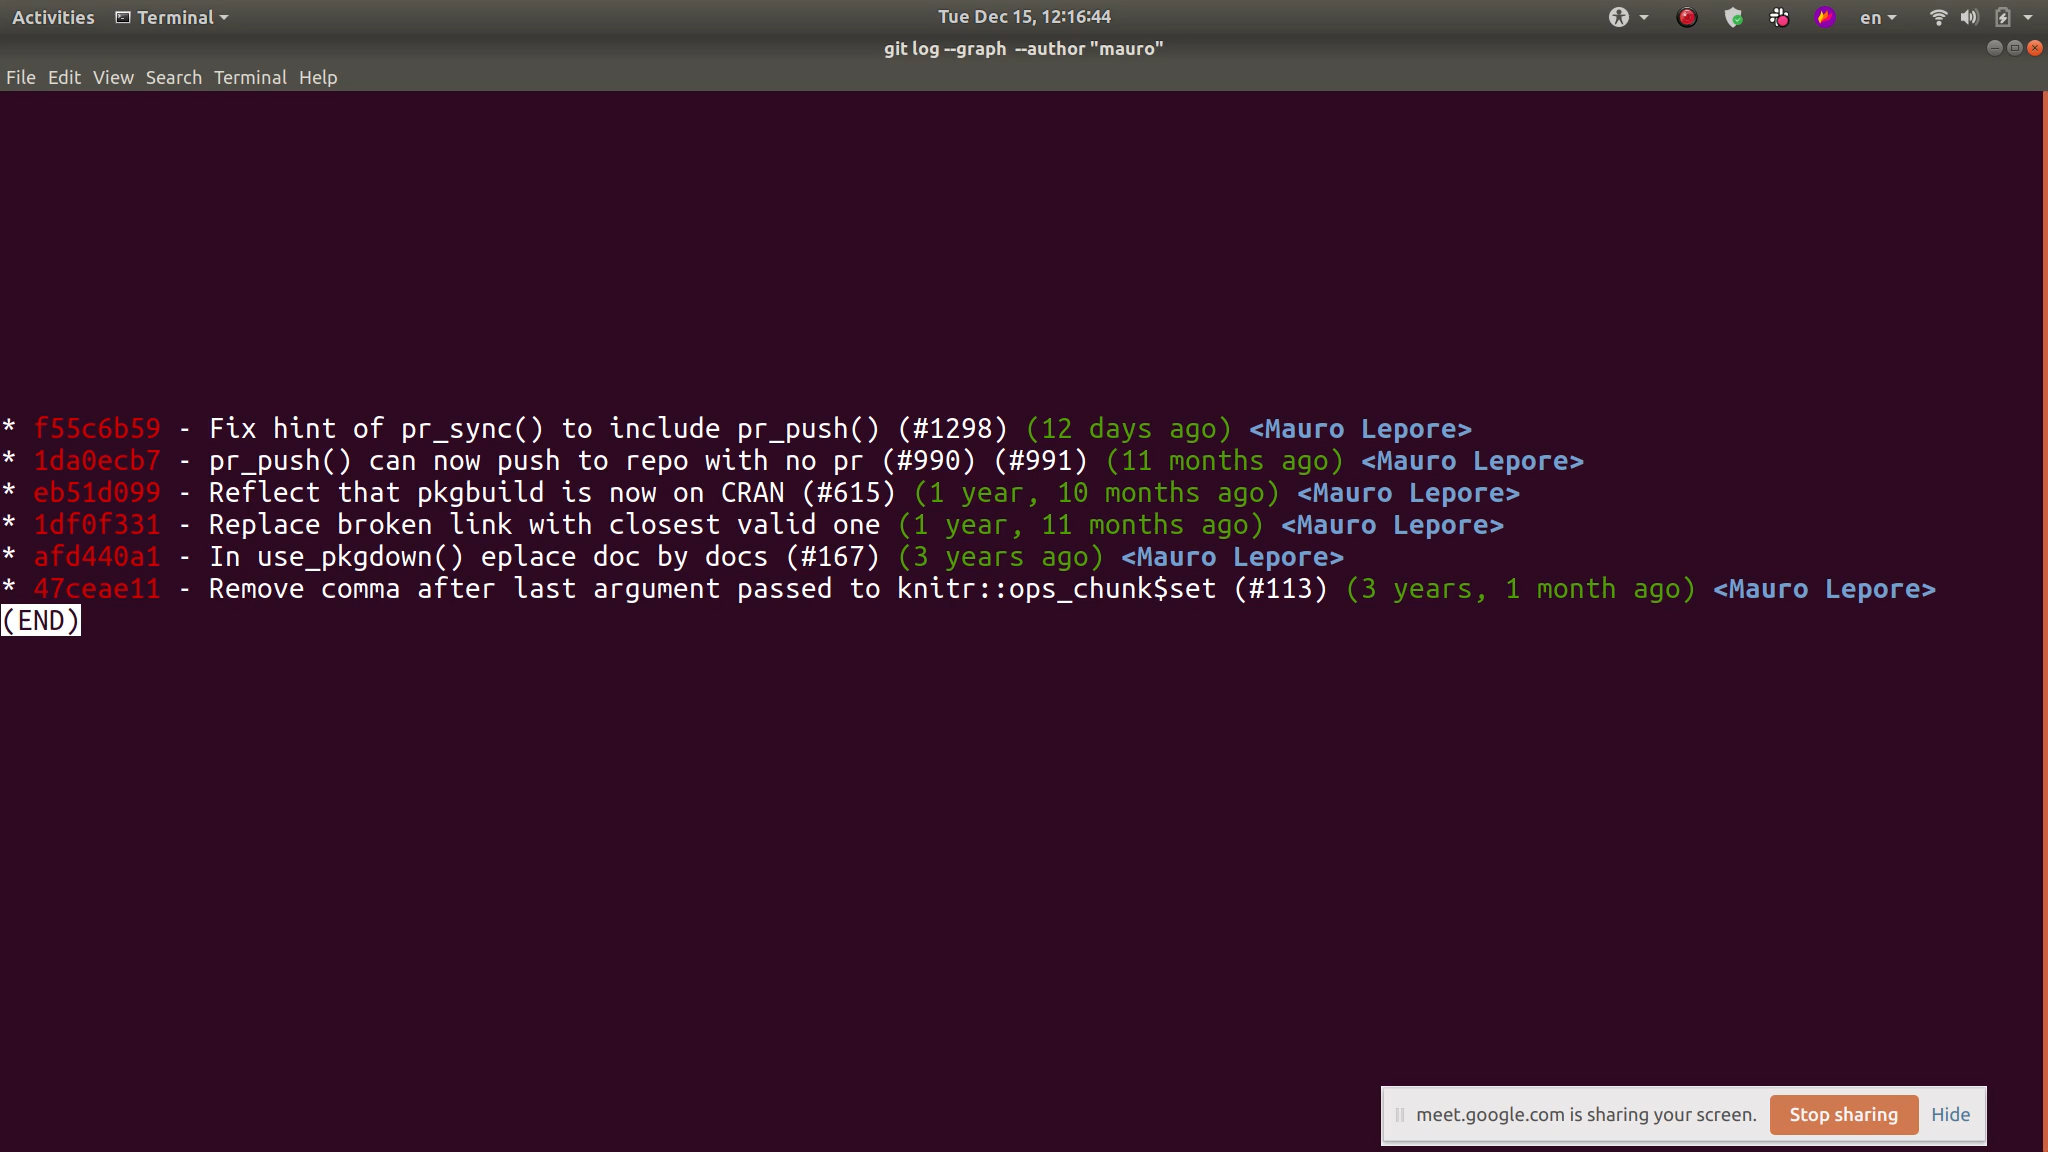 Activities Terminal Tue Dec 15, 12:16:44 en
git log --graph --author "mauro"
File Edit View Search Terminal Help
* f55c6b59 - Fix hint of pr_sync() to include pr_push() (#1298) (12 days ago) <Mauro Lepore>
* 1da0ecb7 - pr_push() can now push to repo with no pr (#990) (#991) (11 months ago) <Mauro Lepore>
* eb51d099 - Reflect that pkgbuild is now on CRAN (#615) (1 year, 10 months ago) <Mauro Lepore>
* 1df0f331 - Replace broken link with closest valid one (1 year, 11 months ago) <Mauro Lepore>
* afd440a1 - In use_pkgdown() eplace doc by docs (#167) (3 years ago) <Mauro Lepore>
* 47ceae11 - Remove comma after last argument passed to knitr::ops_chunk$set (#113) (3 years, 1 month ago) <Mauro Lepore>
(END)
meet.google.com is sharing your screen. Stop sharing Hide